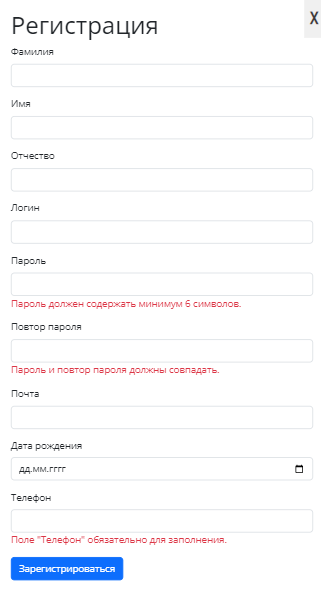 Регистрация
X
Фамилия
Имя
Отчество
Логин
Пароль
Пароль должен содержать минимум 6 символов.
Повтор пароля
Пароль и повтор пароля должны совпадать.
Почта
Дата рождения
дд.мм.гггг
Телефон
Поле "Телефон" обязательно для заполнения.
Зарегистрироваться